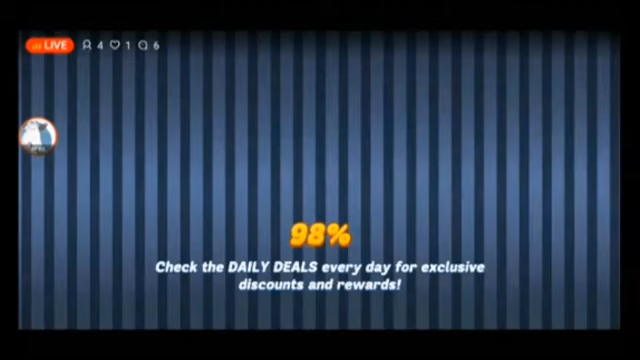 LIVE 4 1 6
98%
Check the DAILY DEALS every day for exclusive
discounts and rewards!